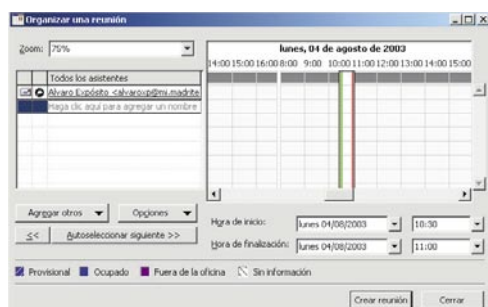 Organizar una reunión
Zoom: 75%
lunes, 04 de agosto de 2003
14:00 15:00 16:00 8:00 9:00 10:00 11:00 12:00 13:00 14:00 15:00
Todos los asistentes
Alvaro Expósito <alvaroxp@mi.madrite
Haga clic aquí para agregar un nombre
Agregar otros
Opciones
<<
Autoseleccionar siguiente >>
Hora de inicio: lunes 04/08/2003 10:30
Hora de finalización: lunes 04/08/2003 11:00
Provisional Ocupado Fuera de la oficina Sin información
Crear reunión Cerrar